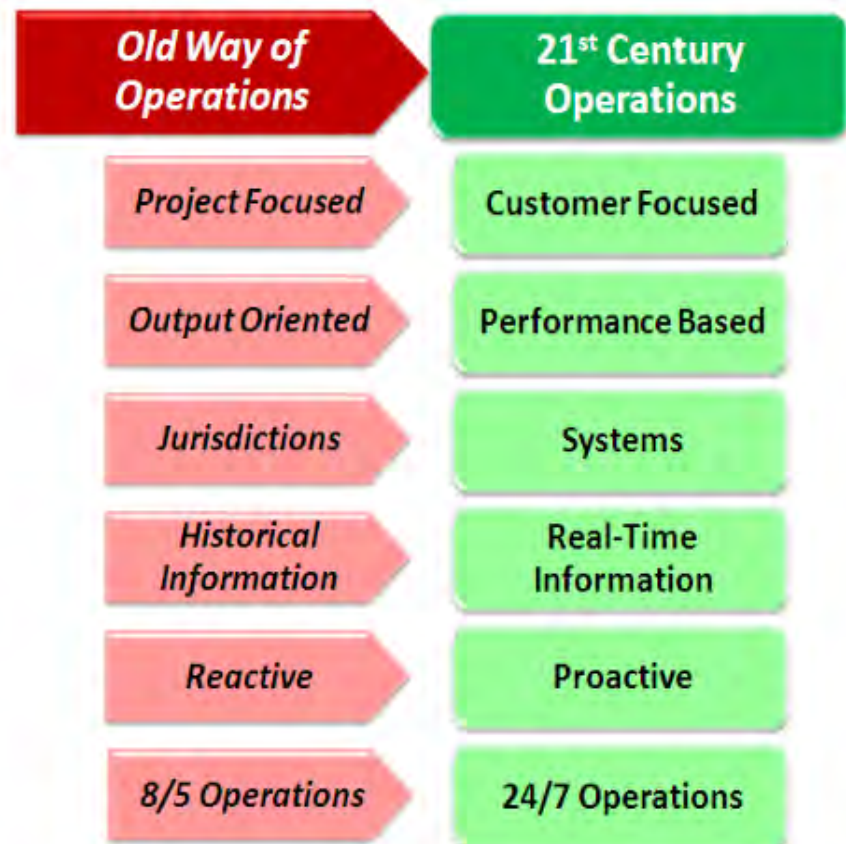 Old Way of
Operations
21st Century
Operations
Project Focused
Customer Focused
Output Oriented
Performance Based
Jurisdictions
Systems
Historical
Information
Real-Time
Information
Reactive
Proactive
8/5 Operations
24/7 Operations